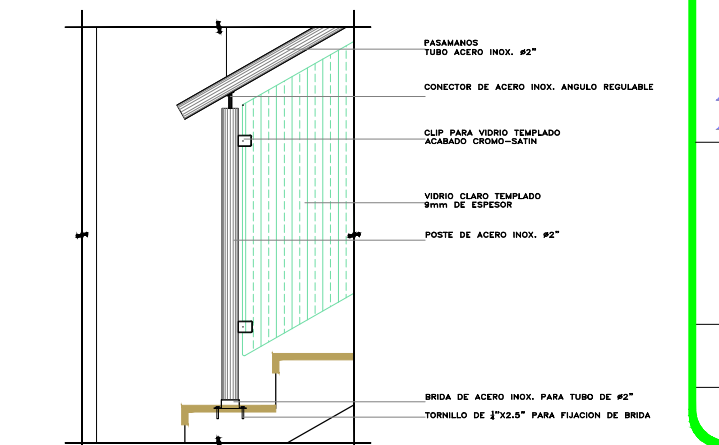 PASAMANOS
TUBO ACERO INOX. ø2"
CONECTOR DE ACERO INOX. ANGULO REGULABLE
CLIP PARA VIDRIO TEMPLADO
ACABADO CROMO-SATIN
VIDRIO CLARO TEMPLADO
9mm DE ESPESOR
POSTE DE ACERO INOX. ø2"
BRIDA DE ACERO INOX. PARA TUBO DE ø2"
TORNILLO DE ¼"X2.5" PARA FIJACION DE BRIDA